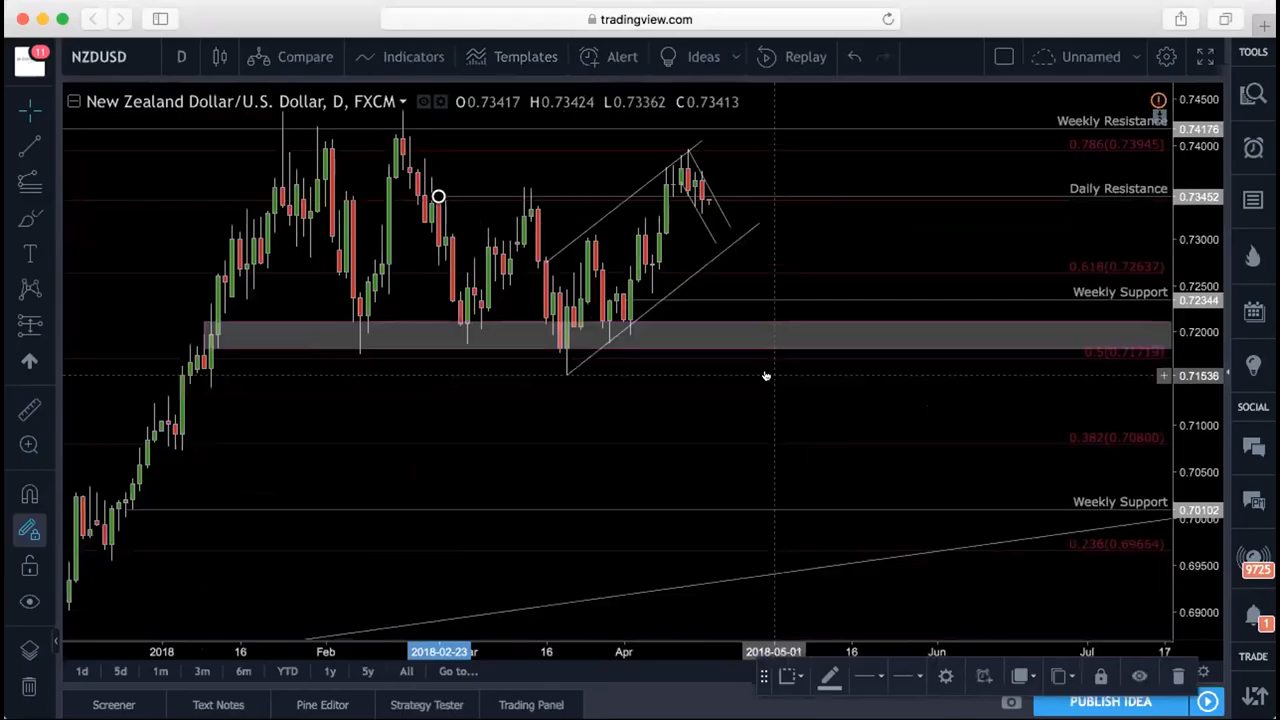 tradingview.com
11
NZDUSD D Compare Indicators Templates Alert Ideas Replay Unnamed
TOOLS
New Zealand Dollar/U.S. Dollar, D, FXCM O0.73417 H0.73424 L0.73362 C0.73413
0.74500
Weekly Resistance
0.74176
0.786(0.73945)
0.74000
Daily Resistance
0.73452
0.73000
0.618(0.72637)
0.72500
Weekly Support
0.72344
0.72000
0.5(0.71719)
0.71536
SOCIAL
0.71000
0.382(0.70800)
0.70500
Weekly Support
0.70102
0.70000
0.236(0.69664)
0.69500
9725
0.69000
1
2018 16 Feb 2018-02-23 16 Apr 2018-05-01 16 Jun Jul 17
TRADE
1d 5d 1m 3m 6m YTD 1y 5y All Go to...
Screener Text Notes Pine Editor Strategy Tester Trading Panel PUBLISH IDEA